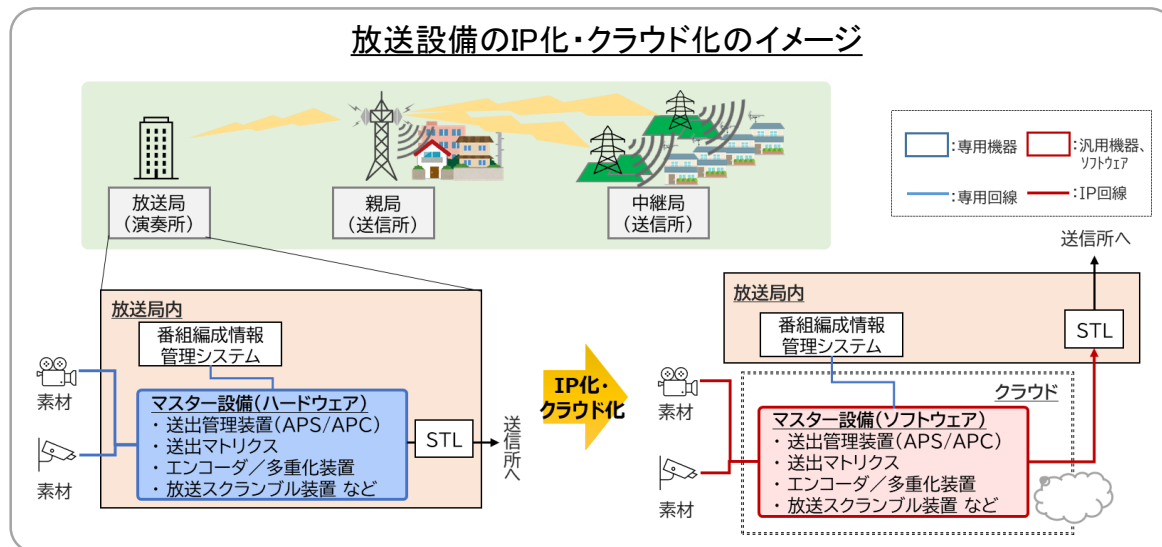 放送設備のIP化・クラウド化のイメージ
放送局
(演奏所)
親局
(送信所)
中継局
(送信所)
:専用機器
:汎用機器、
ソフトウェア
:専用回線
:IP回線
放送局内
番組編成情報
管理システム
素材
素材
マスター設備(ハードウェア)
・送出管理装置(APS/APC)
・送出マトリクス
・エンコーダ／多重化装置
・放送スクランブル装置 など
STL
送信所へ
IP化・
クラウド化
送信所へ
放送局内
番組編成情報
管理システム
STL
クラウド
素材
素材
マスター設備(ソフトウェア)
・送出管理装置(APS/APC)
・送出マトリクス
・エンコーダ／多重化装置
・放送スクランブル装置 など